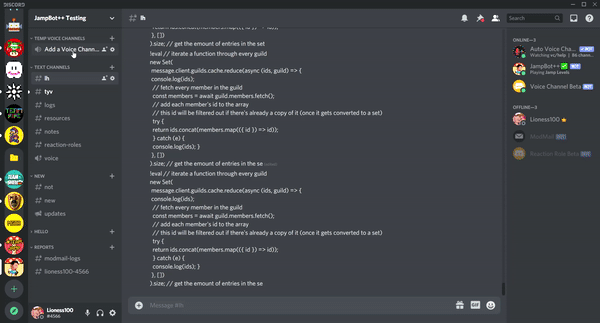 DISCORD
JampBot++ Testing
TEMP VOICE CHANNELS
Add a Voice Chann...
TEXT CHANNELS
lh
tyv
logs
resources
notes
reaction-roles
voice
NEW
not
new
updates
HELLO
REPORTS
modmail-logs
lioness100-4566
Lioness100
#4566
lh
Search
, [])
).size; // get the emount of entries in the set
!eval // iterate a function through every guild
new Set(
message.client.guilds.cache.reduce(async (ids, guild) => {
console.log(ids);
// fetch every member in the guild
const members = await guild.members.fetch();
// add each member's id to the array
// this id will be filtered out if there's already a copy of it (once it gets converted to a set)
try {
return ids.concat(members.map(({ id }) => id));
} catch (e) {
console.log(ids); }
}, [])
).size; // get the emount of entries in the se
!eval // iterate a function through every guild
new Set(
message.client.guilds.cache.reduce(async (ids, guild) => {
console.log(ids);
// fetch every member in the guild
const members = await guild.members.fetch();
// add each member's id to the array
// this id will be filtered out if there's already a copy of it (once it gets converted to a set)
try {
return ids.concat(members.map(({ id }) => id));
} catch (e) {
console.log(ids); }
}, [])
).size; // get the emount of entries in the se
Message #lh
GIF
ONLINE—3
Auto Voice Cha... BOT
Watching vc/help | 86 chann...
JampBot++ BOT
Playing Jamp Levels
Voice Channel Beta BOT
OFFLINE—3
Lioness100
ModMail BOT
Reaction Role Beta BOT